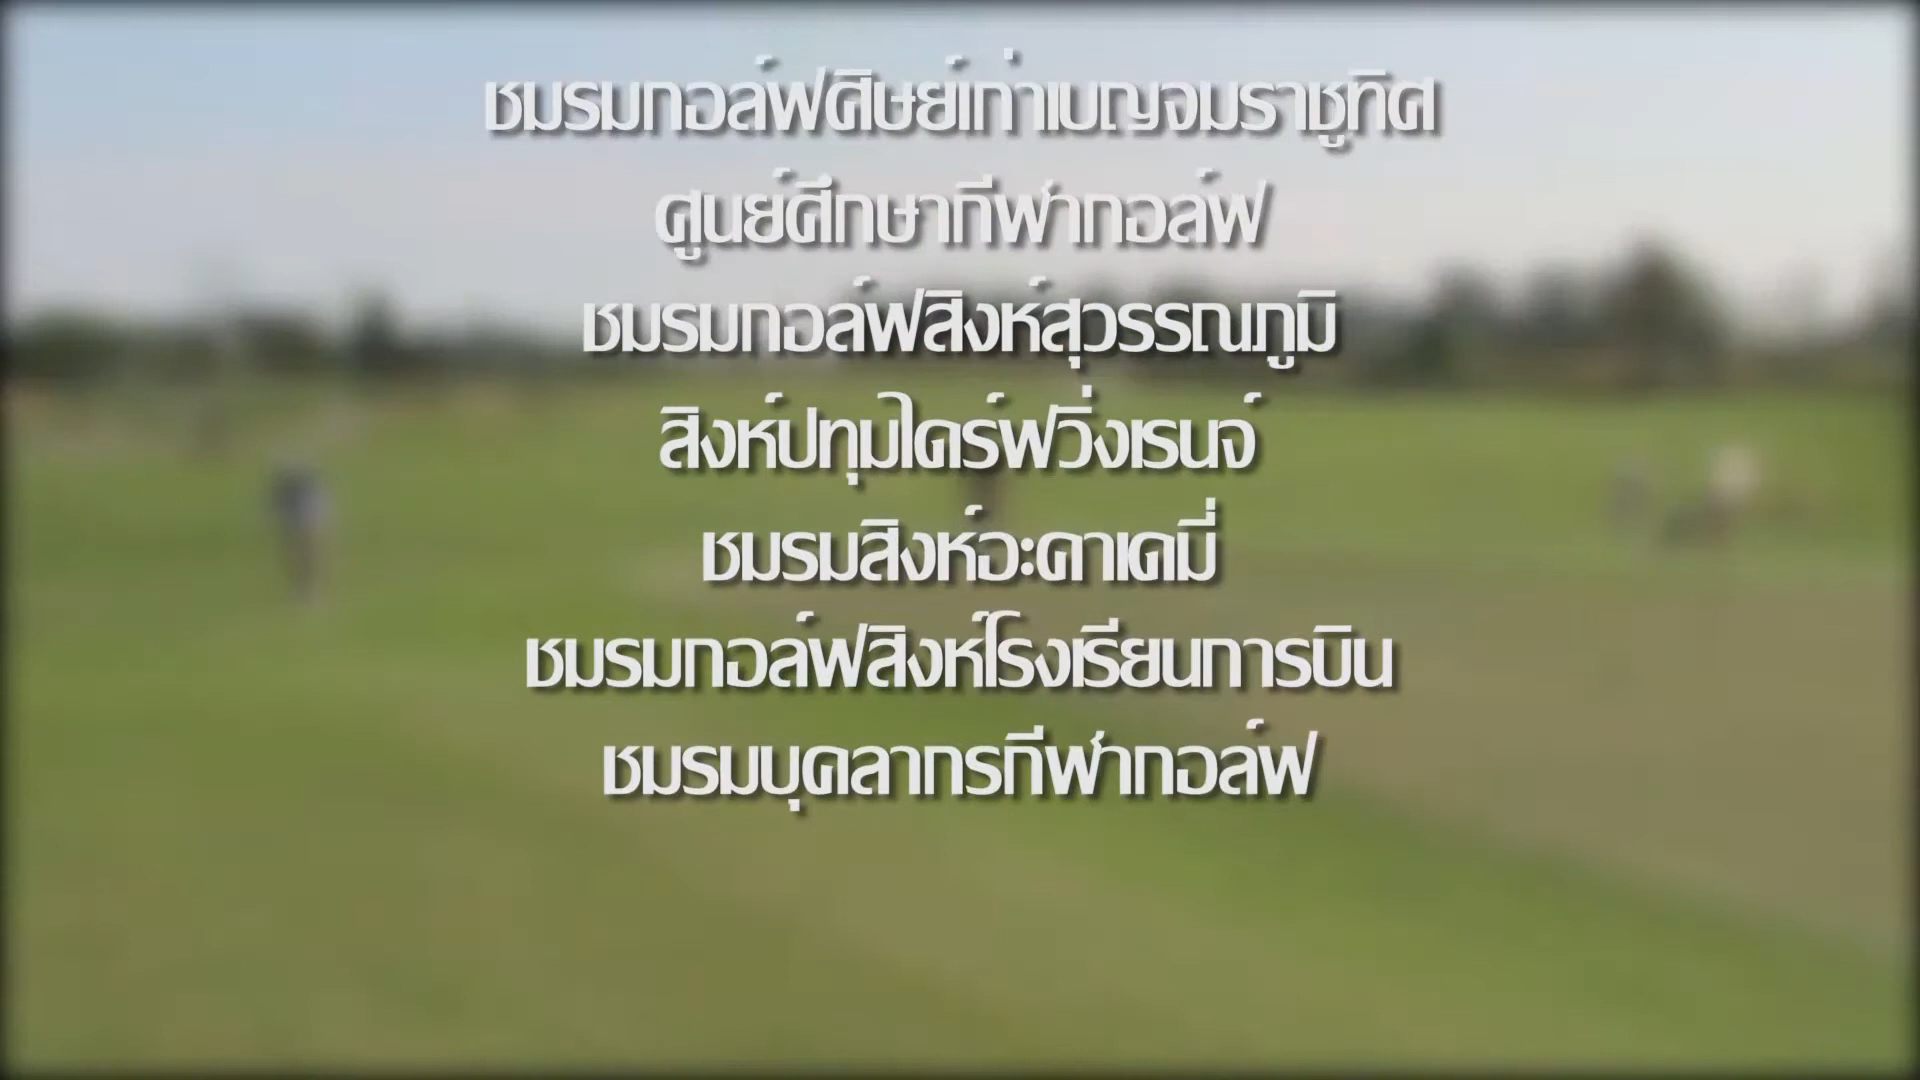 ชมรมกอล์ฟศิษย์เก่าเบญจมราชูทิศ
ศูนย์ศึกษากีฬากอล์ฟ
ชมรมกอล์ฟสิงห์สุวรรณภูมิ
สิงห์ปทุมไดร์ฟวิ่งเรนจ์
ชมรมสิงห์อะคาเดมี่
ชมรมกอล์ฟสิงห์โรงเรียนการบิน
ชมรมบุคลากรกีฬากอล์ฟ